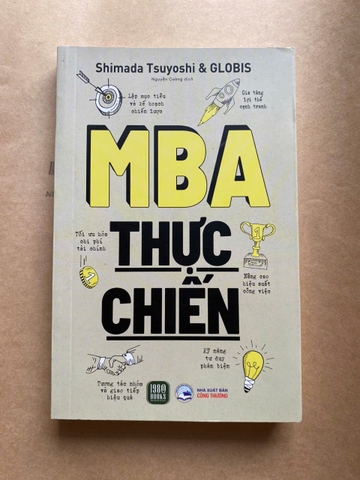 Shimada Tsuyoshi & GLOBIS
Nguyễn Cường dịch
Lập mục tiêu
và kế hoạch
chiến lược
Gia tăng
lợi thế
cạnh tranh
MBA
Tối ưu hóa
chi phí
tài chính
THỰC
CHIẾN
1
Nâng cao
hiệu suất
công việc
Kỹ năng
tư duy
phản biện
Tương tác nhóm
và giao tiếp
hiệu quả
1980
BOOKS
NHÀ XUẤT BẢN
CÔNG THƯƠNG